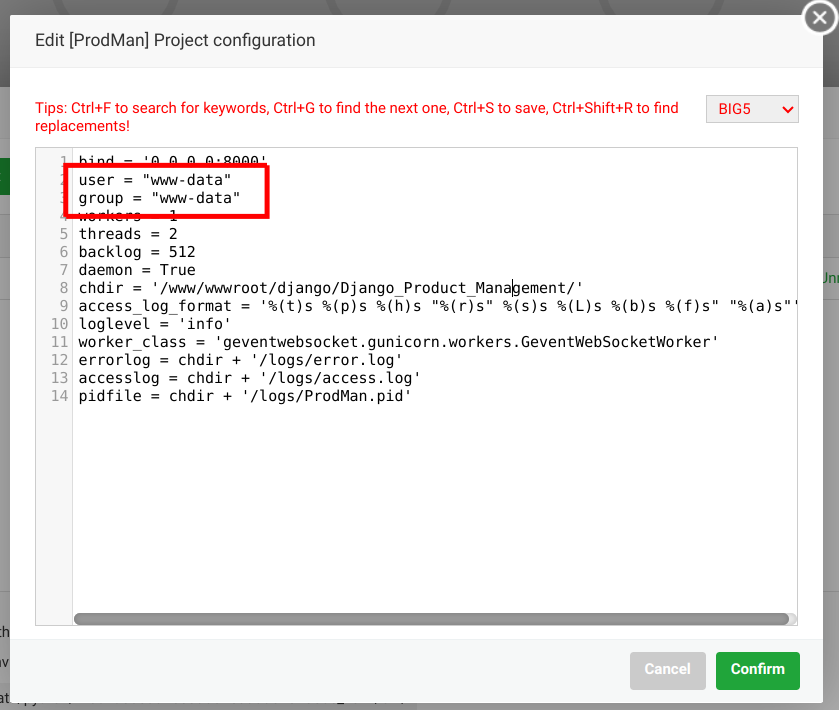 Edit [ProdMan] Project configuration
Tips: Ctrl+F to search for keywords, Ctrl+G to find the next one, Ctrl+S to save, Ctrl+Shift+R to find
replacements!
BIG5
1 bind = '0.0.0.0:8000'
2 user = "www-data"
3 group = "www-data"
4 workers = 1
5 threads = 2
6 backlog = 512
7 daemon = True
8 chdir = '/www/wwwroot/django/Django_Product_Management/'
9 access_log_format = '%(t)s %(p)s %(h)s "%(r)s" %(s)s %(L)s %(b)s %(f)s" "%(a)s"'
10 loglevel = 'info'
11 worker_class = 'geventwebsocket.gunicorn.workers.GeventWebSocketWorker'
12 errorlog = chdir + '/logs/error.log'
13 accesslog = chdir + '/logs/access.log'
14 pidfile = chdir + '/logs/ProdMan.pid'
Cancel
Confirm